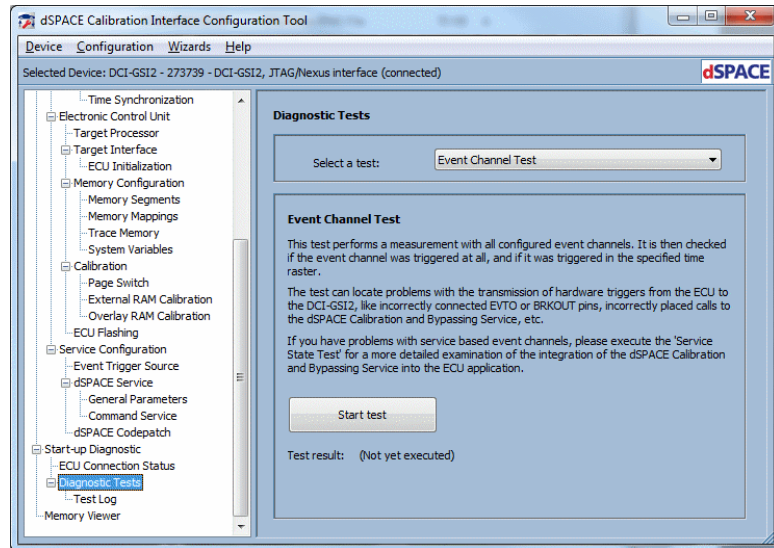 dSPACE Calibration Interface Configuration Tool
Device Configuration Wizards Help
Selected Device: DCI-GSI2 - 273739 - DCI-GSI2, JTAG/Nexus interface (connected)
dSPACE
Time Synchronization
Electronic Control Unit
Target Processor
Target Interface
ECU Initialization
Memory Configuration
Memory Segments
Memory Mappings
Trace Memory
System Variables
Calibration
Page Switch
External RAM Calibration
Overlay RAM Calibration
ECU Flashing
Service Configuration
Event Trigger Source
dSPACE Service
General Parameters
Command Service
dSPACE Codepatch
Start-up Diagnostic
ECU Connection Status
Diagnostic Tests
Test Log
Memory Viewer
Diagnostic Tests
Select a test: Event Channel Test
Event Channel Test
This test performs a measurement with all configured event channels. It is then checked
if the event channel was triggered at all, and if it was triggered in the specified time
raster.
The test can locate problems with the transmission of hardware triggers from the ECU to
the DCI-GSI2, like incorrectly connected EVTO or BRKOUT pins, incorrectly placed calls to
the dSPACE Calibration and Bypassing Service, etc.
If you have problems with service based event channels, please execute the 'Service
State Test' for a more detailed examination of the integration of the dSPACE Calibration
and Bypassing Service into the ECU application.
Start test
Test result: (Not yet executed)